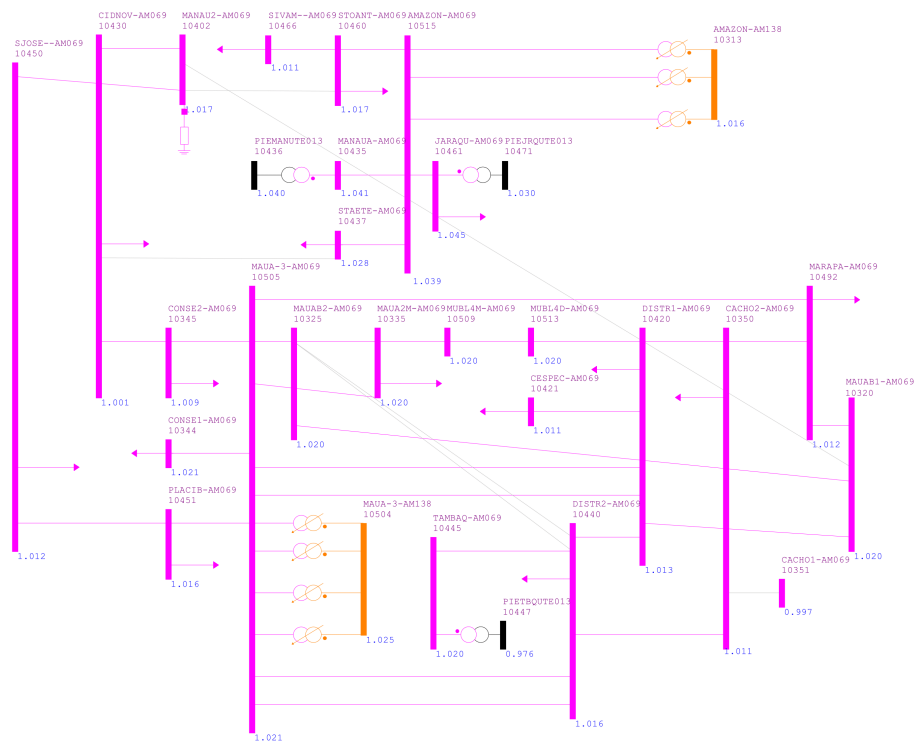 SJOSE--AM069
10450
1.012
CIDNOV-AM069
10430
1.001
MANAU2-AM069
10402
1.017
SIVAM--AM069
10466
1.011
STOANT-AM069
10460
1.017
AMAZON-AM069
10515
1.039
AMAZON-AM138
10313
1.016
PIEMANUTE013
10436
1.040
MANAUA-AM069
10435
1.041
JARAQU-AM069
10461
1.045
PIEJRQUTE013
10471
1.030
STAETE-AM069
10437
1.028
MAUA-3-AM069
10505
1.021
MARAPA-AM069
10492
1.012
CONSE2-AM069
10345
1.009
MAUAB2-AM069
10325
1.020
MAUA2M-AM069
10335
1.020
MUBL4M-AM069
10509
1.020
MUBL4D-AM069
10513
1.020
DISTR1-AM069
10420
1.013
CACHO2-AM069
10350
1.011
CESPEC-AM069
10421
1.011
MAUAB1-AM069
10320
1.020
CONSE1-AM069
10344
1.021
PLACIB-AM069
10451
1.016
MAUA-3-AM138
10504
1.025
TAMBAQ-AM069
10445
1.020
DISTR2-AM069
10440
1.016
CACHO1-AM069
10351
0.997
PIETBQUTE013
10447
0.976